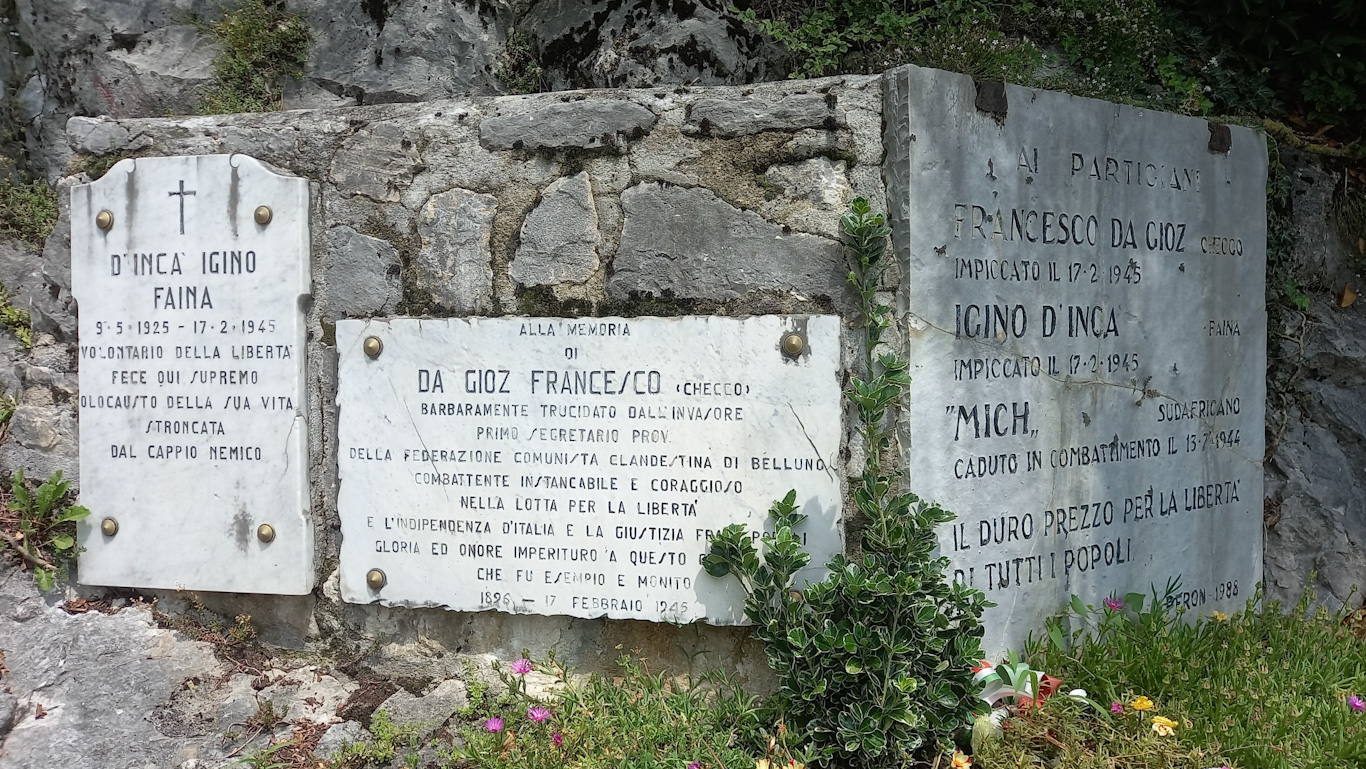 D'INCA' IGINO
FAINA
9·5·1925 – 17·2·1945
VOLONTARIO DELLA LIBERTA'
FECE QUI SUPREMO
OLOCAUSTO DELLA SUA VITA
STRONCATA
DAL CAPPIO NEMICO
ALLA MEMORIA
DI
DA GIOZ FRANCESCO (CHECCO)
BARBARAMENTE TRUCIDATO DALL'INVASORE
PRIMO SEGRETARIO PROV.
DELLA FEDERAZIONE COMUNISTA CLANDESTINA DI BELLUNO
COMBATTENTE INSTANCABILE E CORAGGIOSO
NELLA LOTTA PER LA LIBERTA'
E L'INDIPENDENZA D'ITALIA E LA GIUSTIZIA FRA I POPOLI
GLORIA ED ONORE IMPERITURO A QUESTO
CHE FU ESEMPIO E MONITO
1896 – 17 FEBBRAIO 1945
AI PARTIGIANI
FRANCESCO DA GIOZ CHECCO
IMPICCATO IL 17·2·1945
IGINO D'INCA' FAINA
IMPICCATO IL 17·2·1945
"MICH„ SUDAFRICANO
CADUTO IN COMBATTIMENTO IL 13·7·1944
IL DURO PREZZO PER LA LIBERTA'
DI TUTTI I POPOLI.
PERON 1988